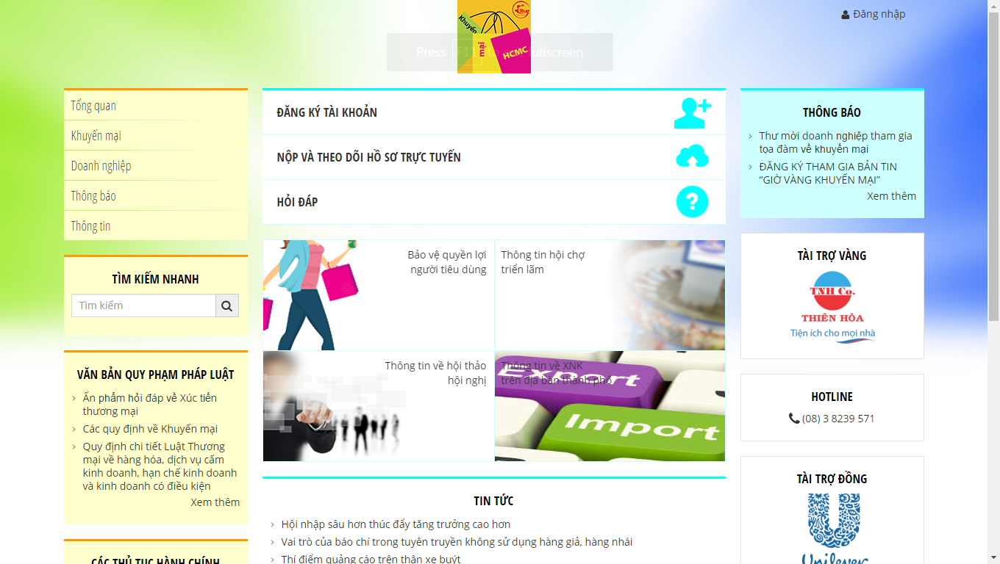 Khuyến
mại
HCMC
Đăng nhập
Press F11 to exit fullscreen
Tổng quan
Khuyến mại
Doanh nghiệp
Thông báo
Thông tin
TÌM KIẾM NHANH
Tìm kiếm
VĂN BẢN QUY PHẠM PHÁP LUẬT
Ấn phẩm hỏi đáp về Xúc tiến
thương mại
Các quy định về Khuyến mại
Quy định chi tiết Luật Thương
mại về hàng hóa, dịch vụ cấm
kinh doanh, hạn chế kinh doanh
và kinh doanh có điều kiện
Xem thêm
CÁC THỦ TỤC HÀNH CHÍNH
ĐĂNG KÝ TÀI KHOẢN
NỘP VÀ THEO DÕI HỒ SƠ TRỰC TUYẾN
HỎI ĐÁP
Bảo vệ quyền lợi
người tiêu dùng
Thông tin hội chợ
triển lãm
Thông tin về hội thảo
hội nghị
Thông tin về XNK
trên địa bàn thành phố
Export
Import
TIN TỨC
Hội nhập sâu hơn thúc đẩy tăng trưởng cao hơn
Vai trò của báo chí trong tuyên truyền không sử dụng hàng giả, hàng nhái
Thí điểm quảng cáo trên thân xe buýt
THÔNG BÁO
Thư mời doanh nghiệp tham gia
tọa đàm về khuyến mại
ĐĂNG KÝ THAM GIA BẢN TIN
“GIỜ VÀNG KHUYẾN MẠI”
Xem thêm
TÀI TRỢ VÀNG
TNH Co.
THIÊN HÒA
Tiện ích cho mọi nhà
HOTLINE
(08) 3 8239 571
TÀI TRỢ ĐỒNG
Unilever